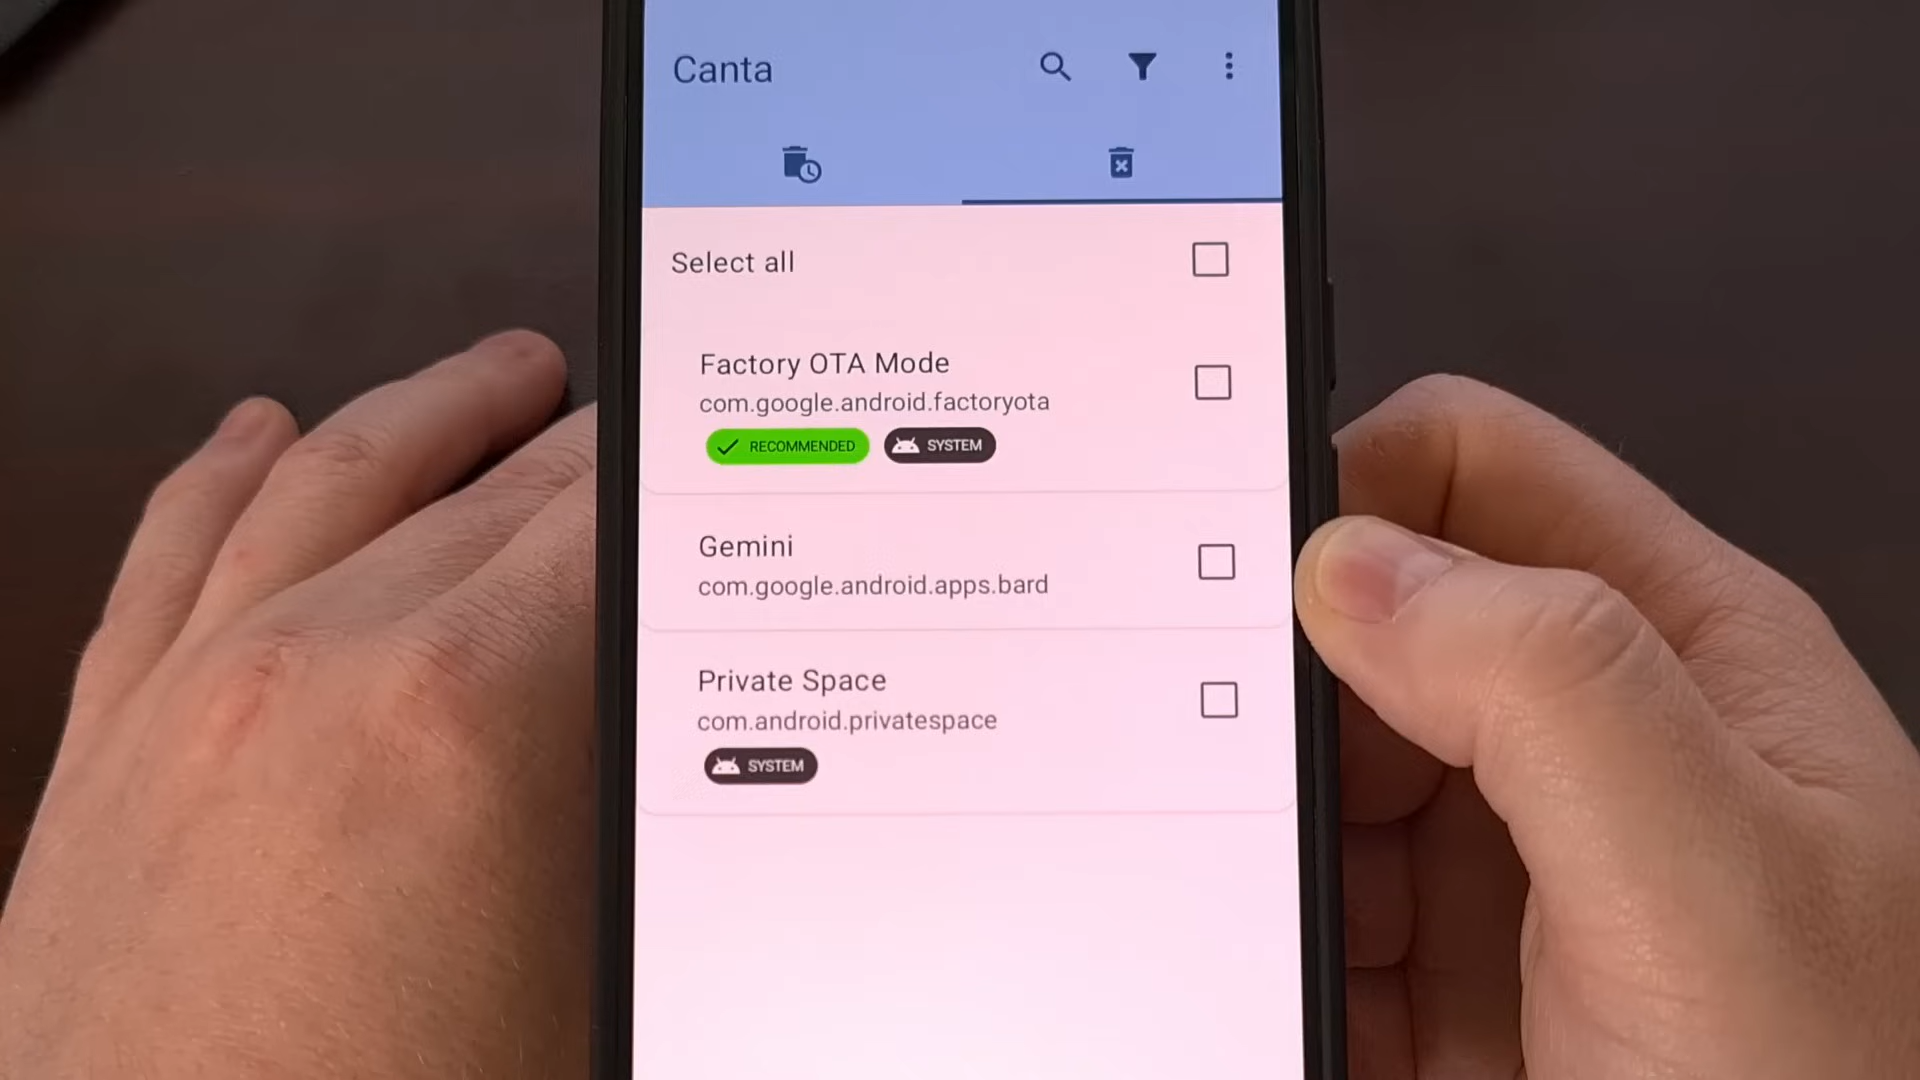 Canta
Select all
Factory OTA Mode
com.google.android.factoryota
RECOMMENDED SYSTEM
Gemini
com.google.android.apps.bard
Private Space
com.android.privatespace
SYSTEM